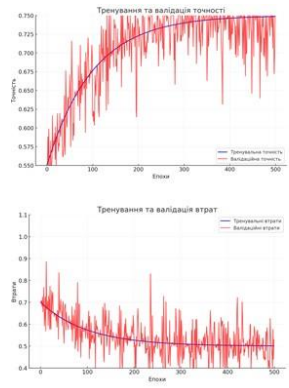 Тренування та валідація точності
0.750
0.725
0.700
0.675
0.650
0.625
0.600
0.575
0.550
Точність
0
100
200
300
400
500
Епохи
Тренувальна точність
Валідаційна точність
Тренування та валідація втрат
1.1
1.0
0.9
0.8
0.7
0.6
0.5
0.4
Втрати
0
100
200
300
400
500
Епохи
Тренувальні втрати
Валідаційні втрати